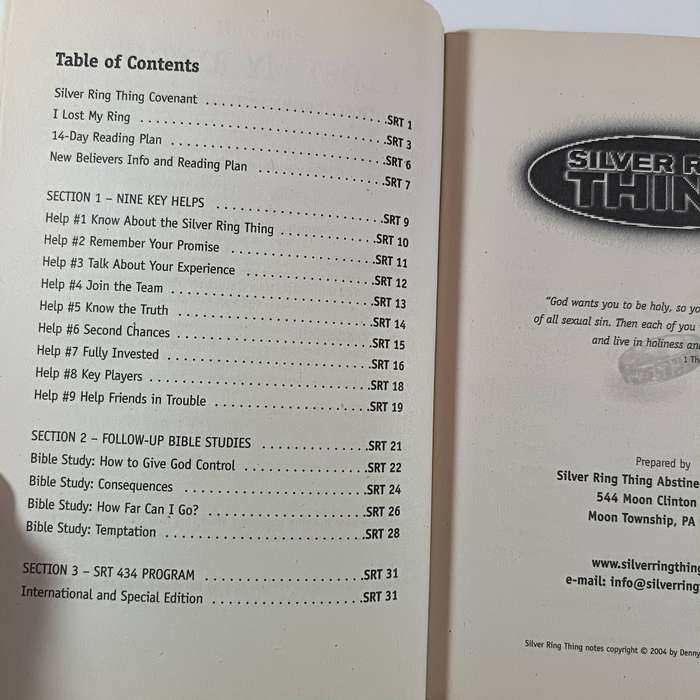 Table of Contents
Silver Ring Thing Covenant ........................SRT 1
I Lost My Ring ........................SRT 3
14-Day Reading Plan ........................SRT 6
New Believers Info and Reading Plan ........................SRT 7
SECTION 1 – NINE KEY HELPS ........................SRT 9
Help #1 Know About the Silver Ring Thing ........................SRT 10
Help #2 Remember Your Promise ........................SRT 11
Help #3 Talk About Your Experience ........................SRT 12
Help #4 Join the Team ........................SRT 13
Help #5 Know the Truth ........................SRT 14
Help #6 Second Chances ........................SRT 15
Help #7 Fully Invested ........................SRT 16
Help #8 Key Players ........................SRT 18
Help #9 Help Friends in Trouble ........................SRT 19
SECTION 2 – FOLLOW-UP BIBLE STUDIES ........................SRT 21
Bible Study: How to Give God Control ........................SRT 22
Bible Study: Consequences ........................SRT 24
Bible Study: How Far Can I Go? ........................SRT 26
Bible Study: Temptation ........................SRT 28
SECTION 3 – SRT 434 PROGRAM ........................SRT 31
International and Special Edition ........................SRT 31
SILVER R
THIN
"God wants you to be holy, so yo
of all sexual sin. Then each of you
and live in holiness an
1 Th
Prepared by
Silver Ring Thing Abstine
544 Moon Clinton
Moon Township, PA
www.silverringthing
e-mail: info@silverring
Silver Ring Thing notes copyright © 2004 by Denny